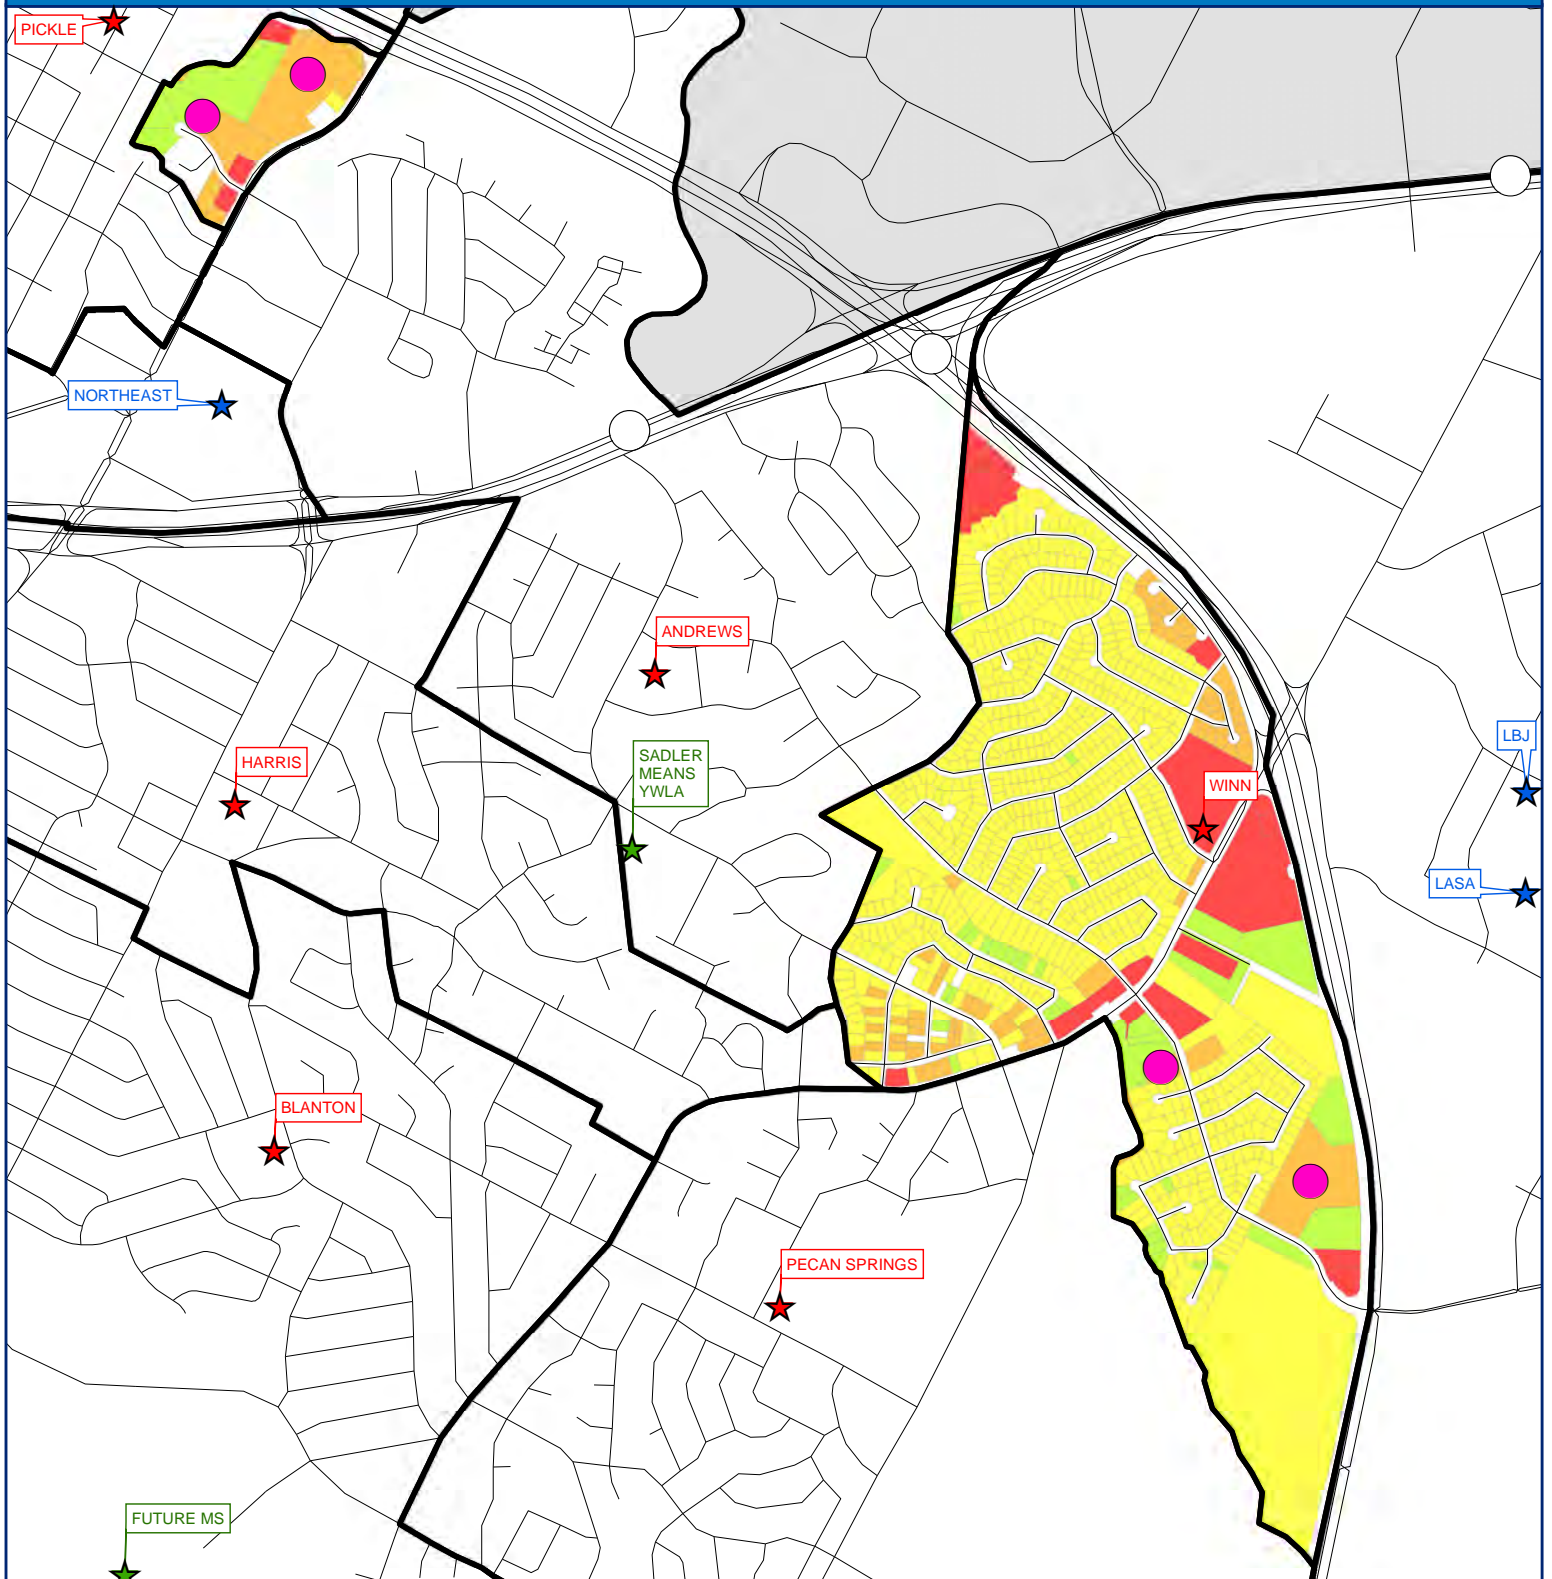 PICKLE
NORTHEAST
ANDREWS
LBJ
SADLER
MEANS
YWLA
HARRIS
WINN
LASA
BLANTON
PECAN SPRINGS
FUTURE MS